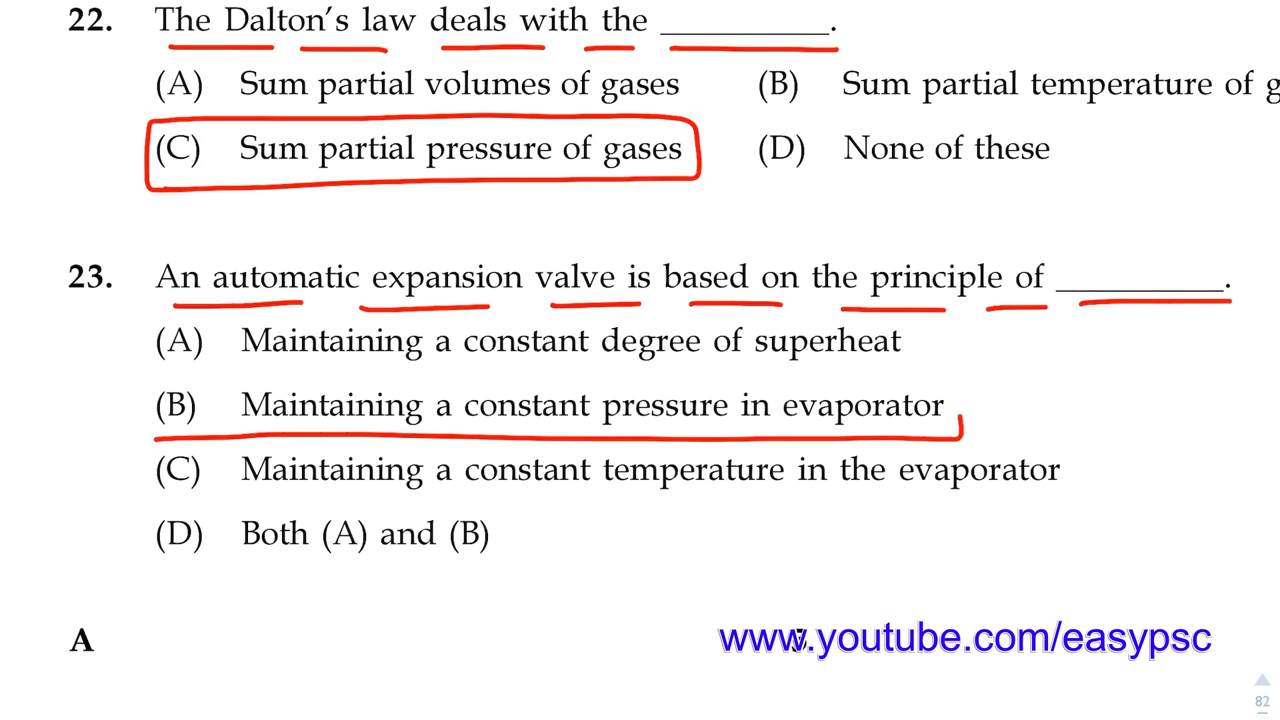 22. The Dalton's law deals with the __________.
(A) Sum partial volumes of gases (B) Sum partial temperature of g
(C) Sum partial pressure of gases (D) None of these
23. An automatic expansion valve is based on the principle of __________.
(A) Maintaining a constant degree of superheat
(B) Maintaining a constant pressure in evaporator
(C) Maintaining a constant temperature in the evaporator
(D) Both (A) and (B)
A www.youtube.com/easypsc
82